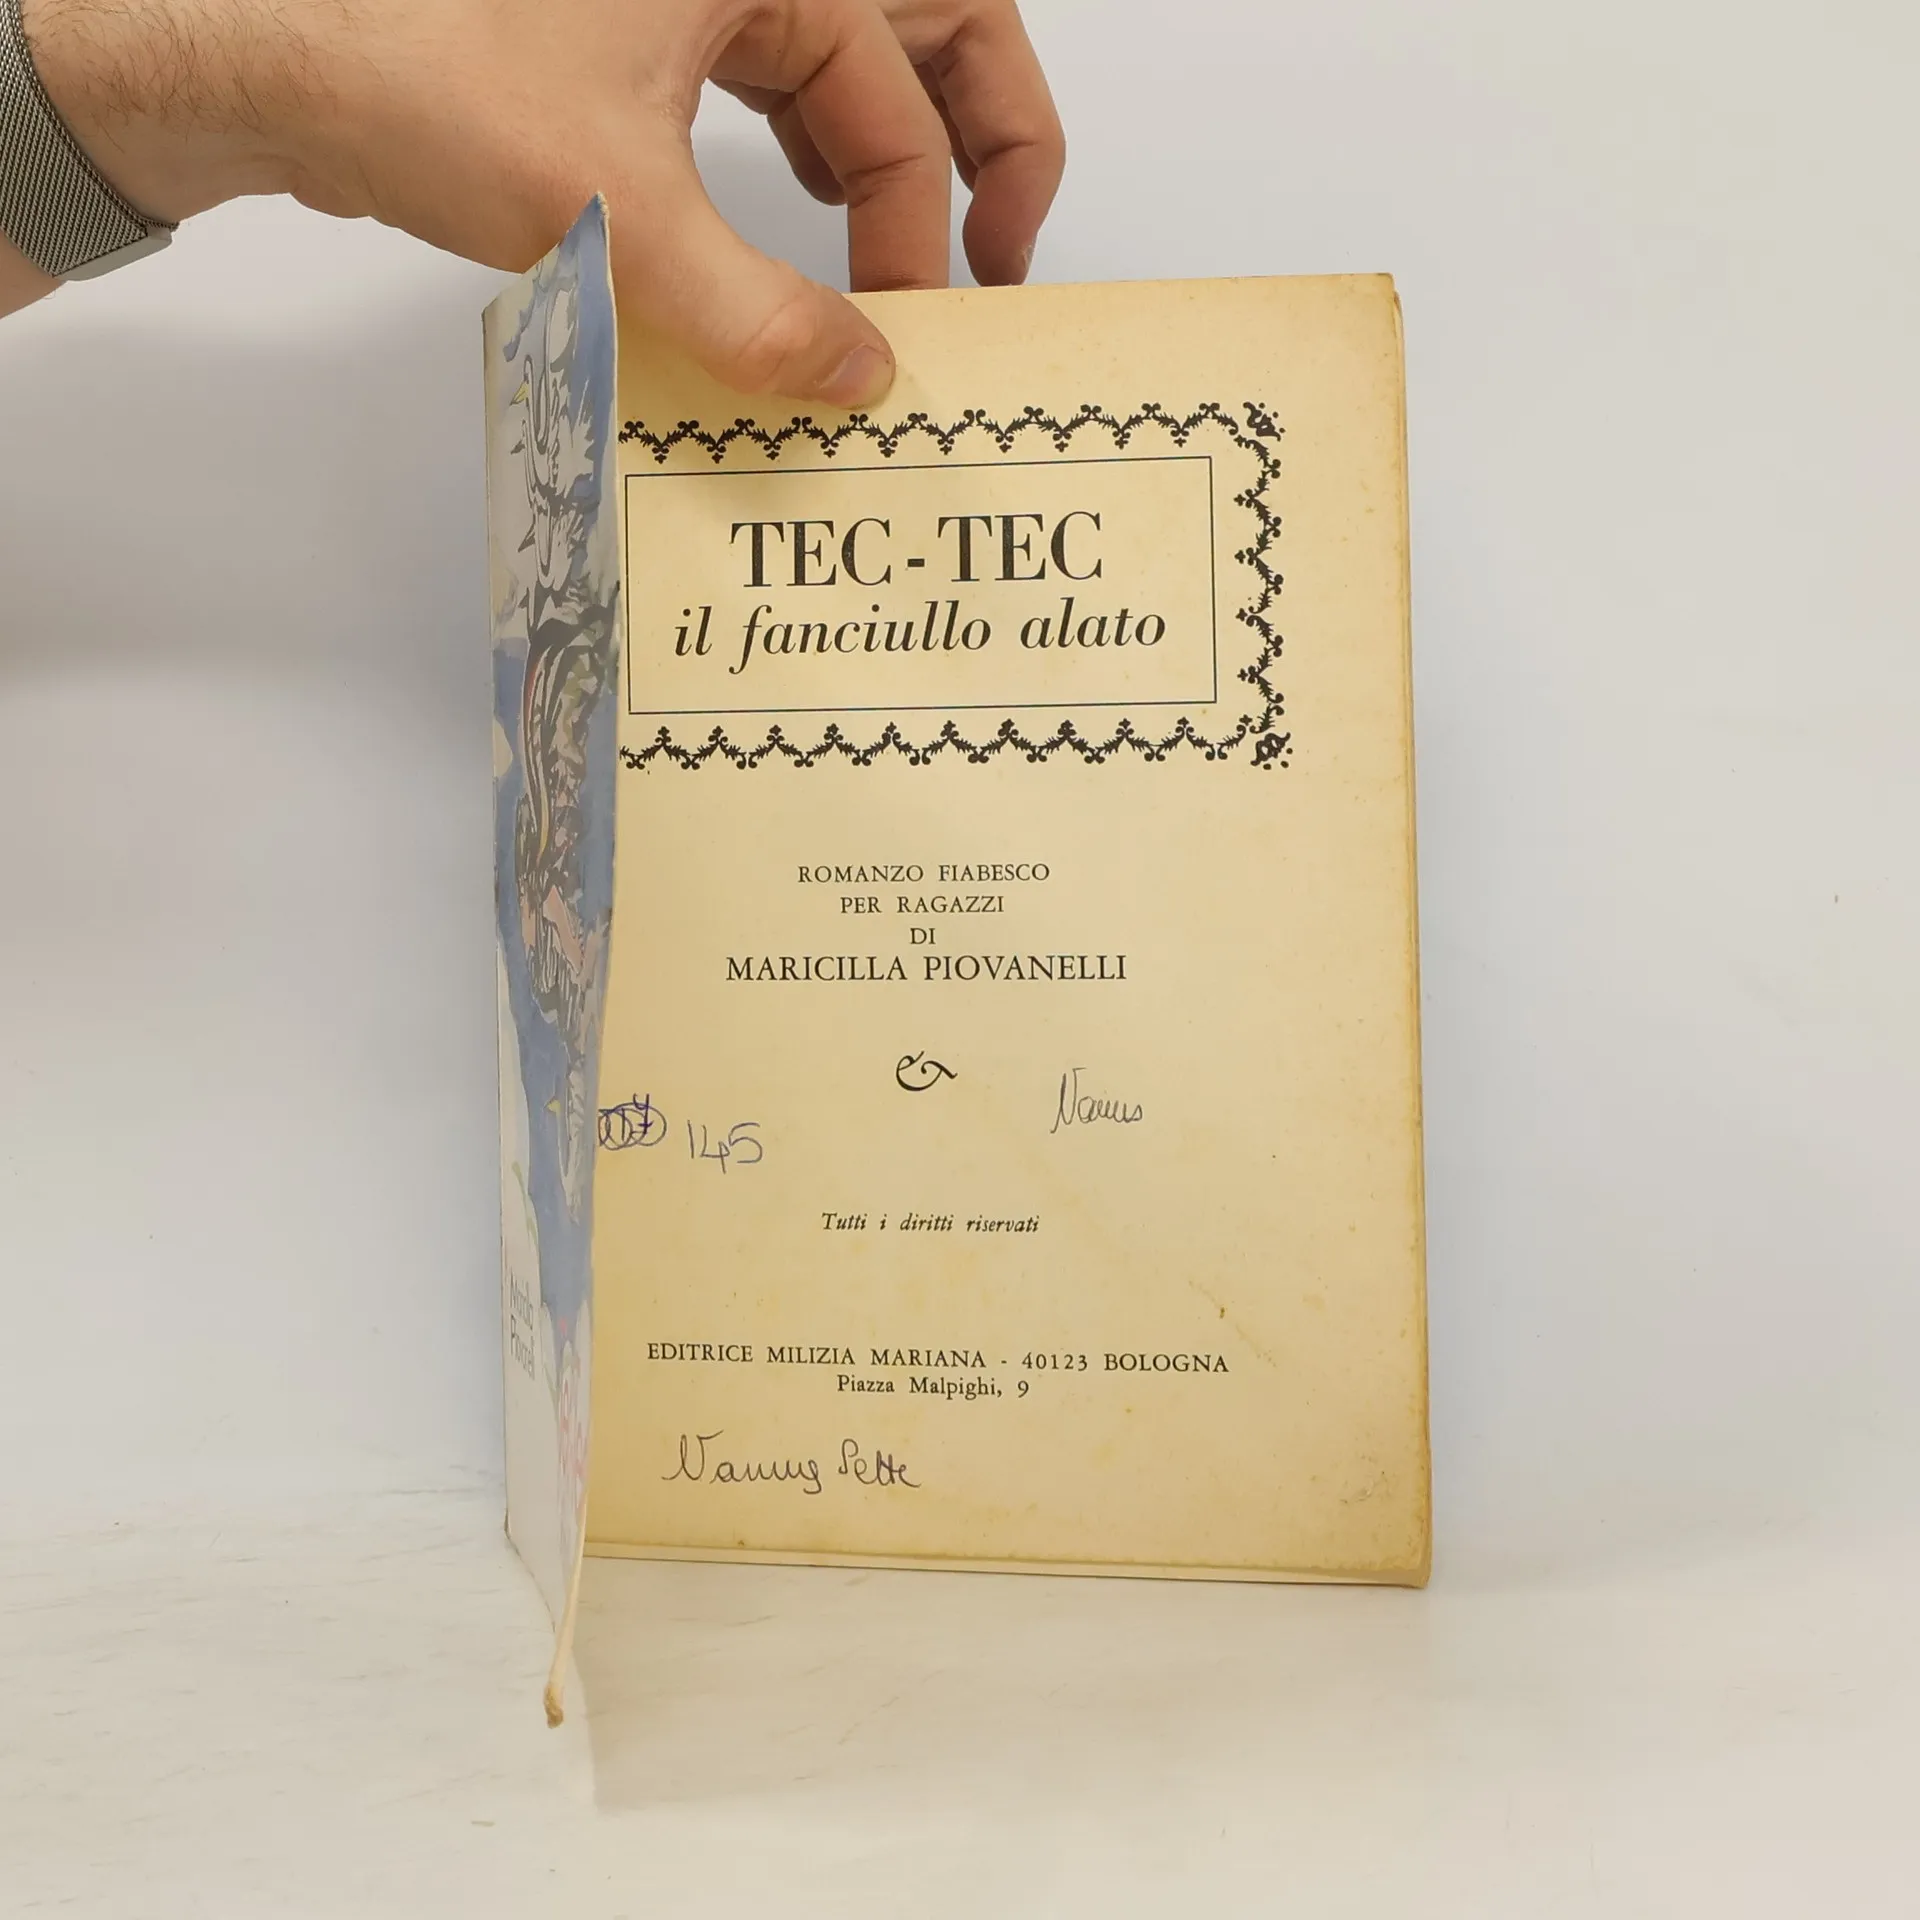 TEC-TEC
il fanciullo alato
ROMANZO FIABESCO
PER RAGAZZI
DI
MARICILLA PIOVANELLI
145
Tutti i diritti riservati
EDITRICE MILIZIA MARIANA - 40123 BOLOGNA
Piazza Malpighi, 9